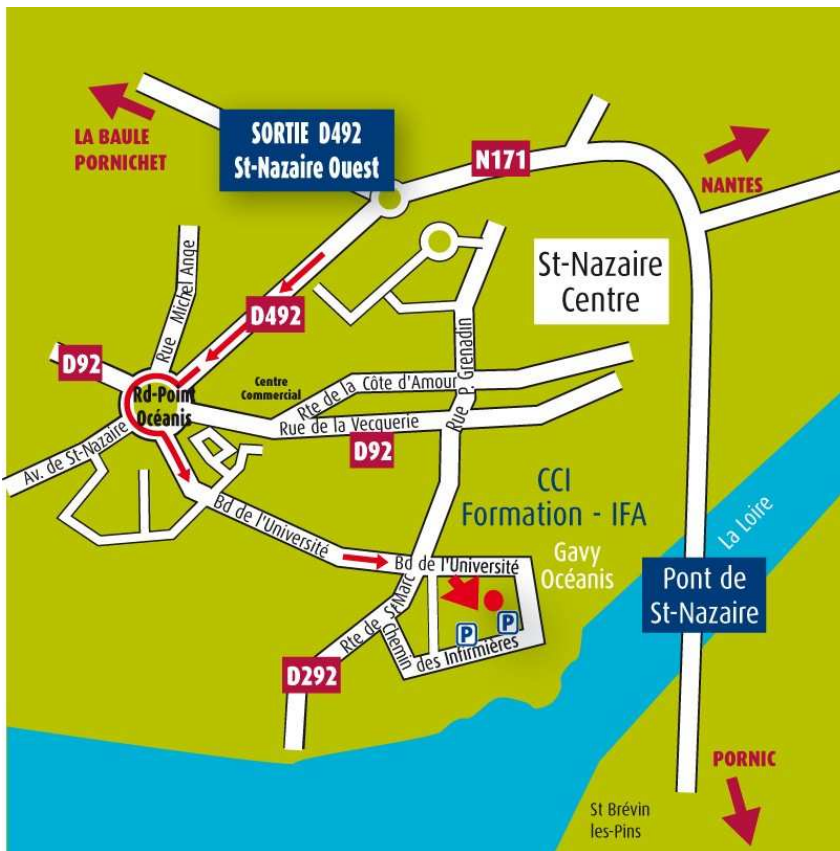 LA BAULE
PORNICHET
SORTIE D492
St-Nazaire Ouest
N171
NANTES
St-Nazaire
Centre
Rue Michel Ange
D492
D92
Rd-Point
Océanis
Centre
Commercial
Rte de la Côte d'Amour
Rue P. Grenadin
Rue de la Vecquerie
D92
Av. de St-Nazaire
Bd de l'Université
CCI
Formation - IFA
Bd de l'Université
Gavy
Océanis
La Loire
Pont de
St-Nazaire
Rte de St-Marc
P
P
Chemin
des Infirmières
D292
PORNIC
St Brévin
les-Pins